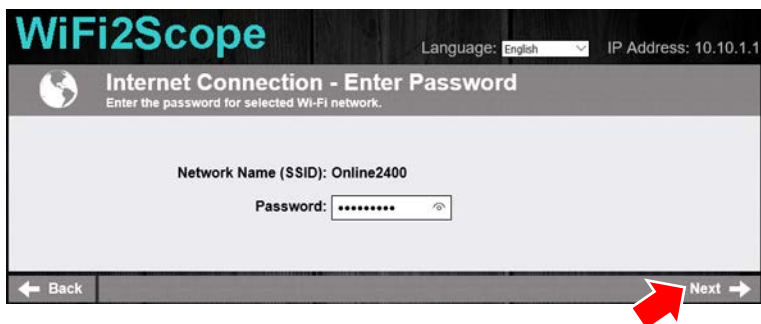 WiFi2Scope
Language: English IP Address: 10.10.1.1
Internet Connection - Enter Password
Enter the password for selected Wi-Fi network.
Network Name (SSID): Online2400
Password: •••••••••
Back Next